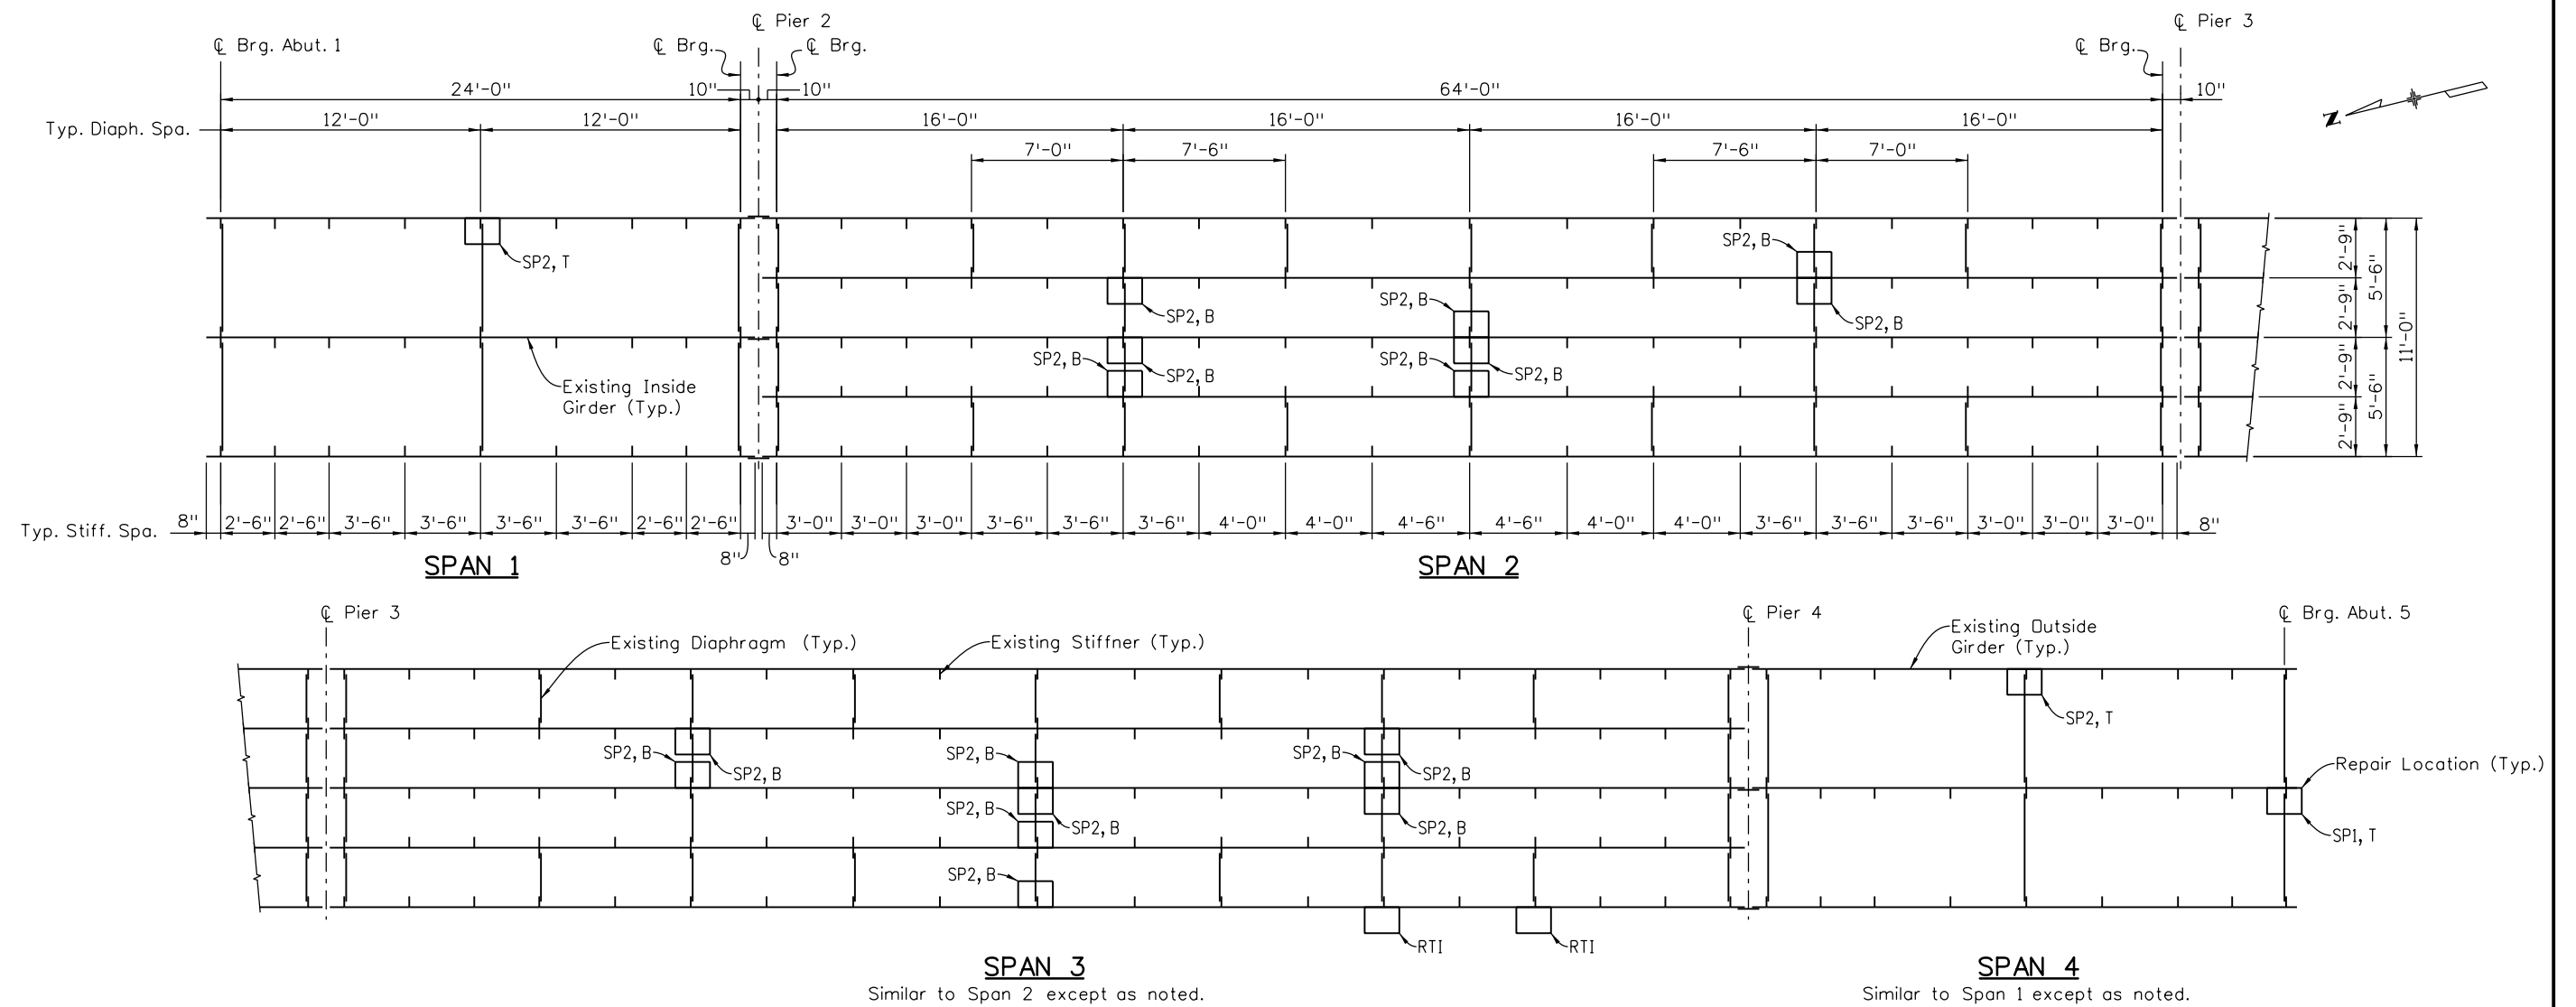 ℄ Pier 2
℄ Pier 3
℄ Brg. Abut. 1
℄ Brg.
℄ Brg.
℄ Brg.
24'-0"
10"
10"
64'-0"
10"
N
Typ. Diaph. Spa.
12'-0"
12'-0"
16'-0"
16'-0"
16'-0"
16'-0"
7'-0"
7'-6"
7'-6"
7'-0"
SP2, T
SP2, B
SP2, B
SP2, B
SP2, B
SP2, B
SP2, B
SP2, B
SP2, B
Existing Inside
Girder (Typ.)
2'-9"
2'-9"
2'-9"
2'-9"
5'-6"
5'-6"
11'-0"
Typ. Stiff. Spa.
8"
2'-6"
2'-6"
3'-6"
3'-6"
3'-6"
3'-6"
2'-6"
2'-6"
8"
8"
3'-0"
3'-0"
3'-0"
3'-6"
3'-6"
3'-6"
4'-0"
4'-0"
4'-6"
4'-6"
4'-0"
4'-0"
3'-6"
3'-6"
3'-6"
3'-0"
3'-0"
3'-0"
8"
SPAN 1
SPAN 2
℄ Pier 3
℄ Pier 4
℄ Brg. Abut. 5
Existing Diaphragm (Typ.)
Existing Stiffner (Typ.)
Existing Outside
Girder (Typ.)
SP2, B
SP2, B
SP2, B
SP2, B
SP2, B
SP2, B
SP2, B
SP2, B
SP2, B
SP2, T
Repair Location (Typ.)
SP1, T
RTI
RTI
SPAN 3
Similar to Span 2 except as noted.
SPAN 4
Similar to Span 1 except as noted.